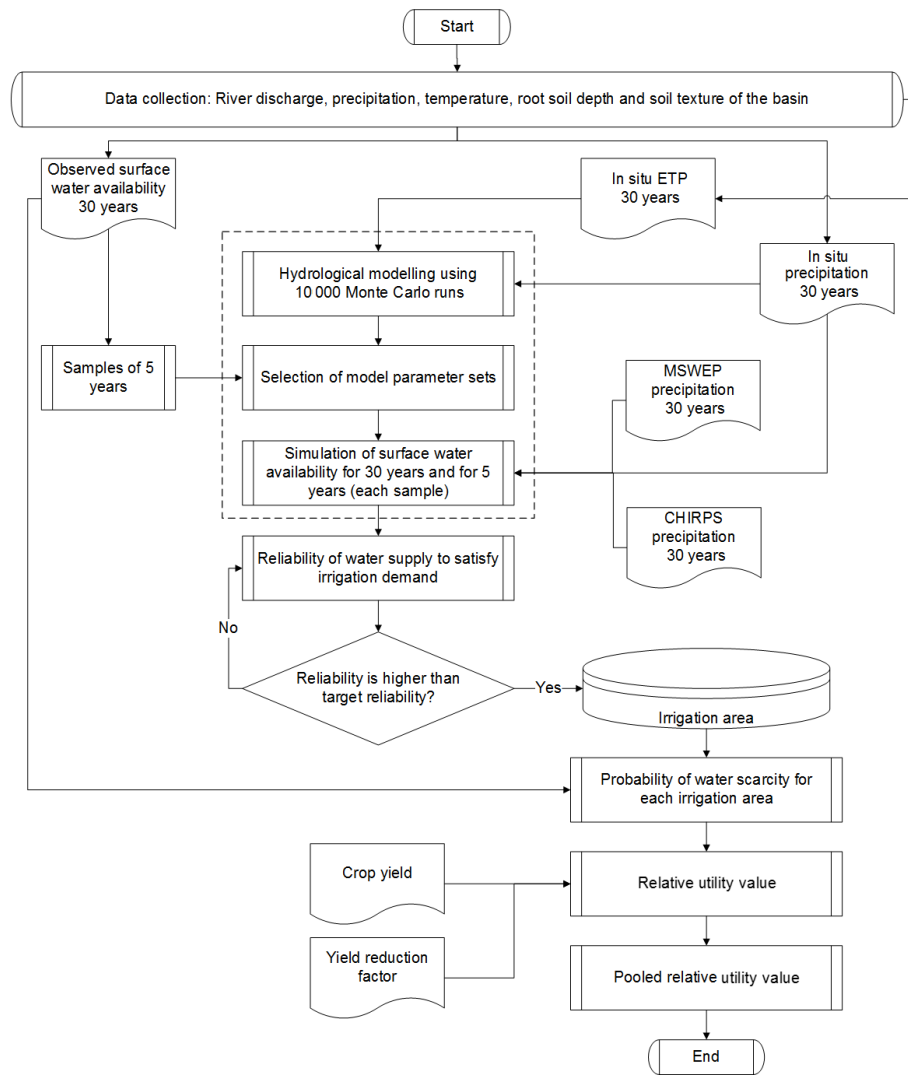 Start
Data collection: River discharge, precipitation, temperature, root soil depth and soil texture of the basin
Observed surface
water availability
30 years
In situ ETP
30 years
In situ
precipitation
30 years
Hydrological modelling using
10 000 Monte Carlo runs
Samples of 5
years
Selection of model parameter sets
MSWEP
precipitation
30 years
Simulation of surface water
availability for 30 years and for 5
years (each sample)
CHIRPS
precipitation
30 years
Reliability of water supply to satisfy
irrigation demand
No
Reliability is higher than
target reliability?
Yes
Irrigation area
Probability of water scarcity for
each irrigation area
Crop yield
Relative utility value
Yield reduction
factor
Pooled relative utility value
End